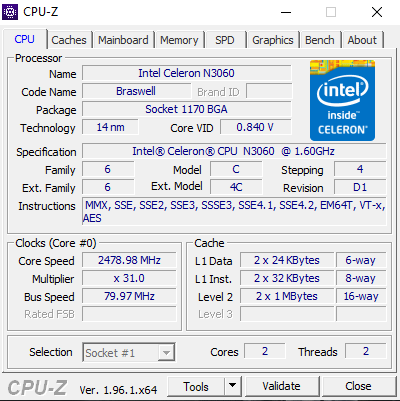 CPU-Z
CPU Caches Mainboard Memory SPD Graphics Bench About
Processor
Name Intel Celeron N3060
Code Name Braswell Brand ID
Package Socket 1170 BGA
Technology 14 nm Core VID 0.840 V
intel
inside™
CELERON®
Specification Intel® Celeron® CPU N3060 @ 1.60GHz
Family 6 Model C Stepping 4
Ext. Family 6 Ext. Model 4C Revision D1
Instructions MMX, SSE, SSE2, SSE3, SSSE3, SSE4.1, SSE4.2, EM64T, VT-x,
AES
Clocks (Core #0)
Core Speed 2478.98 MHz
Multiplier x 31.0
Bus Speed 79.97 MHz
Rated FSB
Cache
L1 Data 2 x 24 KBytes 6-way
L1 Inst. 2 x 32 KBytes 8-way
Level 2 2 x 1 MBytes 16-way
Level 3
Selection Socket #1 Cores 2 Threads 2
CPU-Z Ver. 1.96.1.x64 Tools Validate Close